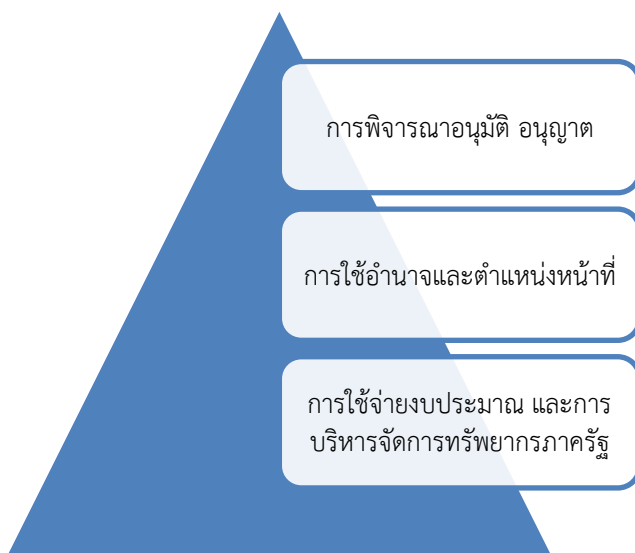 การพิจารณาอนุมัติ อนุญาต
การใช้อำนาจและตำแหน่งหน้าที่
การใช้จ่ายงบประมาณ และการ
บริหารจัดการทรัพยากรภาครัฐ